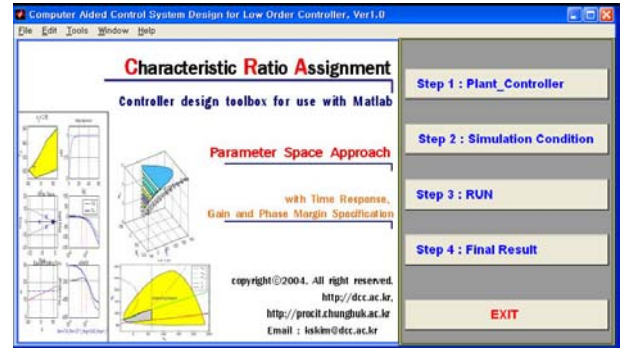 Computer Aided Control System Design for Low Order Controller, Ver1.0
File Edit Tools Window Help
Characteristic Ratio Assignment
Controller design toolbox for use with Matlab
Parameter Space Approach
with Time Response,
Gain and Phase Margin Specification
copyright©2004. All right reserved.
http://dcc.ac.kr,
http://procit.chungbuk.ac.kr
Email : kskim@dcc.ac.kr
Step 1 : Plant_Controller
Step 2 : Simulation Condition
Step 3 : RUN
Step 4 : Final Result
EXIT